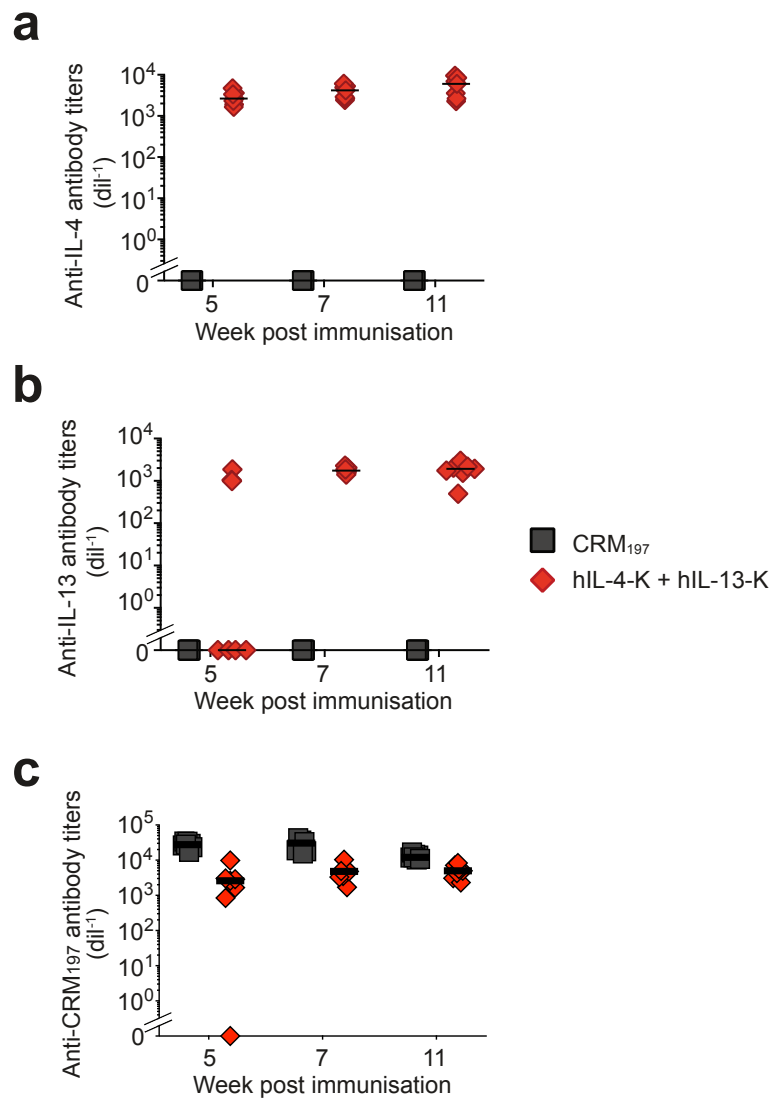 a
Anti-IL-4 antibody titers
(dil⁻¹)
10⁴
10³
10²
10¹
10⁰
0
5 7 11
Week post immunisation
b
Anti-IL-13 antibody titers
(dil⁻¹)
10⁴
10³
10²
10¹
10⁰
0
5 7 11
Week post immunisation
CRM₁₉₇
hIL-4-K + hIL-13-K
c
Anti-CRM₁₉₇ antibody titers
(dil⁻¹)
10⁵
10⁴
10³
10²
10¹
10⁰
0
5 7 11
Week post immunisation